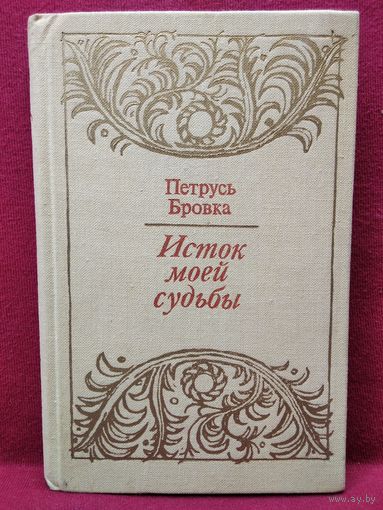 Петрусь
Бровка
Исток
моей
судьбы
ay.by